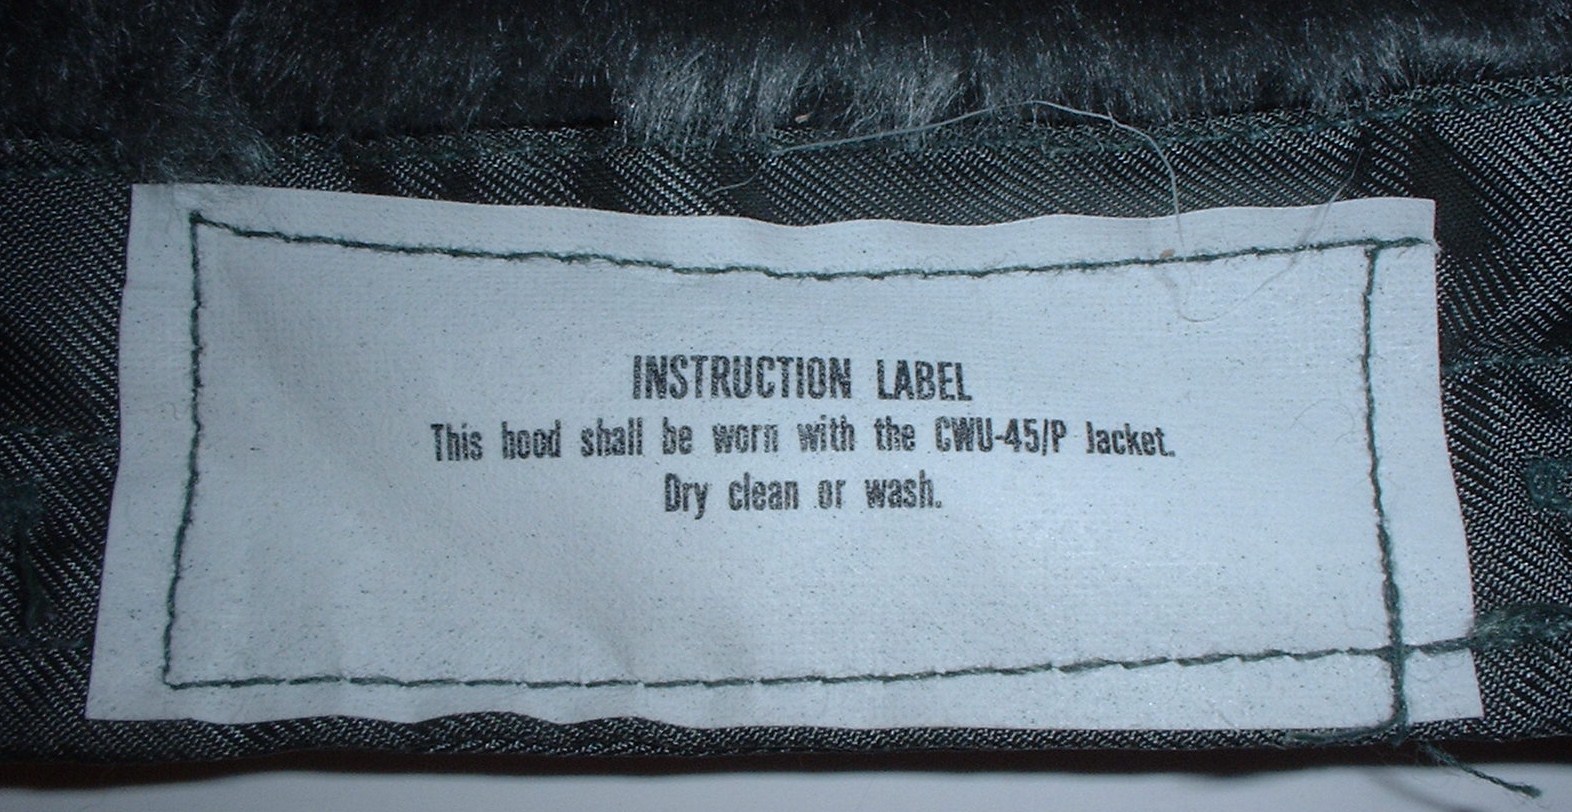 INSTRUCTION LABEL
This hood shall be worn with the CWU-45/P Jacket.
Dry clean or wash.